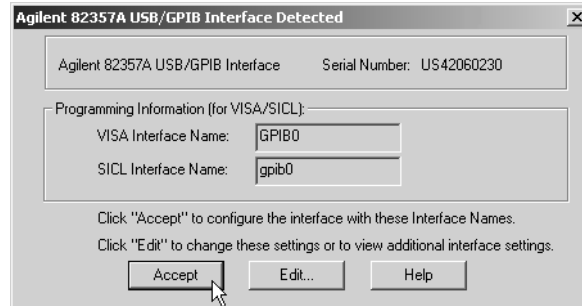 Agilent 82357A USB/GPIB Interface Detected
Agilent 82357A USB/GPIB Interface Serial Number: US42060230
Programming Information (for VISA/SICL):
VISA Interface Name: GPIB0
SICL Interface Name: gpib0
Click "Accept" to configure the interface with these Interface Names.
Click "Edit" to change these settings or to view additional interface settings.
Accept Edit... Help